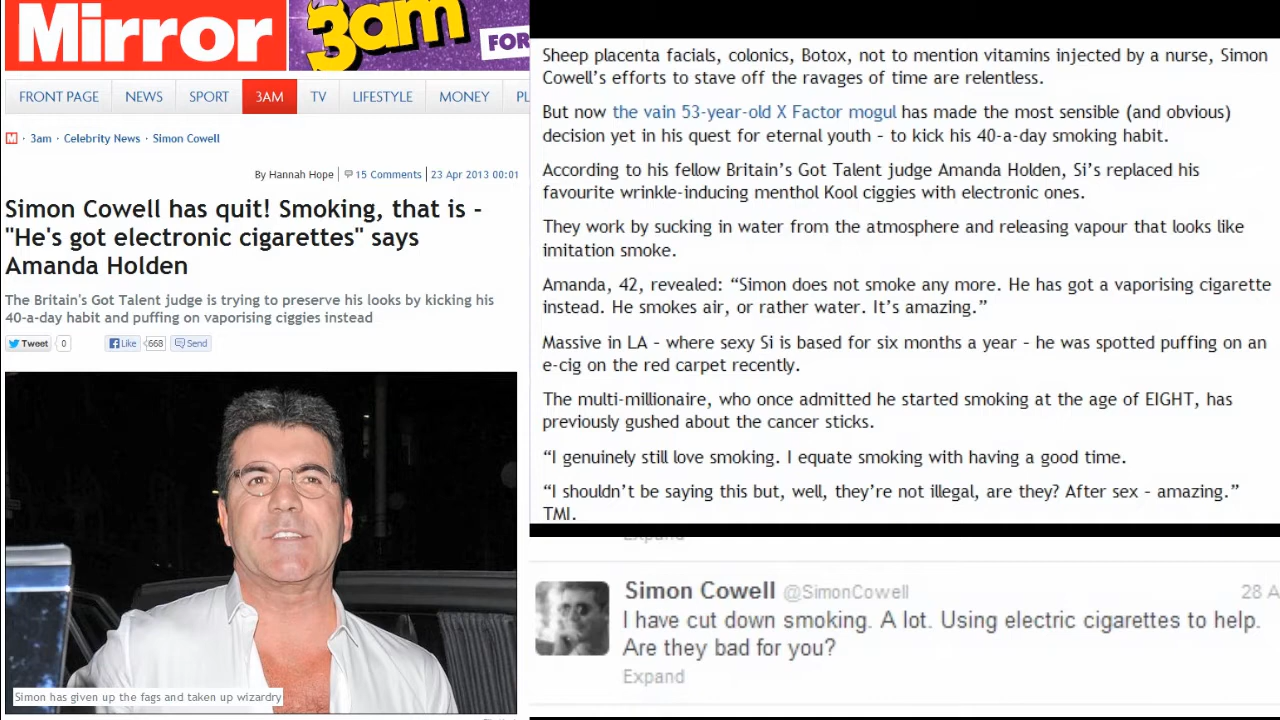 Mirror
3am
FOR
FRONT PAGE NEWS SPORT 3AM TV LIFESTYLE MONEY
M · 3am · Celebrity News · Simon Cowell
By Hannah Hope | 15 Comments | 23 Apr 2013 00:01
Simon Cowell has quit! Smoking, that is -
"He's got electronic cigarettes" says
Amanda Holden
The Britain's Got Talent judge is trying to preserve his looks by kicking his
40-a-day habit and puffing on vaporising ciggies instead
Tweet 0 Like 668 Send
Simon has given up the fags and taken up wizardry
Sheep placenta facials, colonics, Botox, not to mention vitamins injected by a nurse, Simon
Cowell’s efforts to stave off the ravages of time are relentless.
But now the vain 53-year-old X Factor mogul has made the most sensible (and obvious)
decision yet in his quest for eternal youth – to kick his 40-a-day smoking habit.
According to his fellow Britain’s Got Talent judge Amanda Holden, Si’s replaced his
favourite wrinkle-inducing menthol Kool ciggies with electronic ones.
They work by sucking in water from the atmosphere and releasing vapour that looks like
imitation smoke.
Amanda, 42, revealed: “Simon does not smoke any more. He has got a vaporising cigarette
instead. He smokes air, or rather water. It’s amazing.”
Massive in LA – where sexy Si is based for six months a year – he was spotted puffing on an
e-cig on the red carpet recently.
The multi-millionaire, who once admitted he started smoking at the age of EIGHT, has
previously gushed about the cancer sticks.
“I genuinely still love smoking. I equate smoking with having a good time.
“I shouldn’t be saying this but, well, they’re not illegal, are they? After sex – amazing.”
TMI.
Expand
Simon Cowell @SimonCowell 28 A
I have cut down smoking. A lot. Using electric cigarettes to help.
Are they bad for you?
Expand